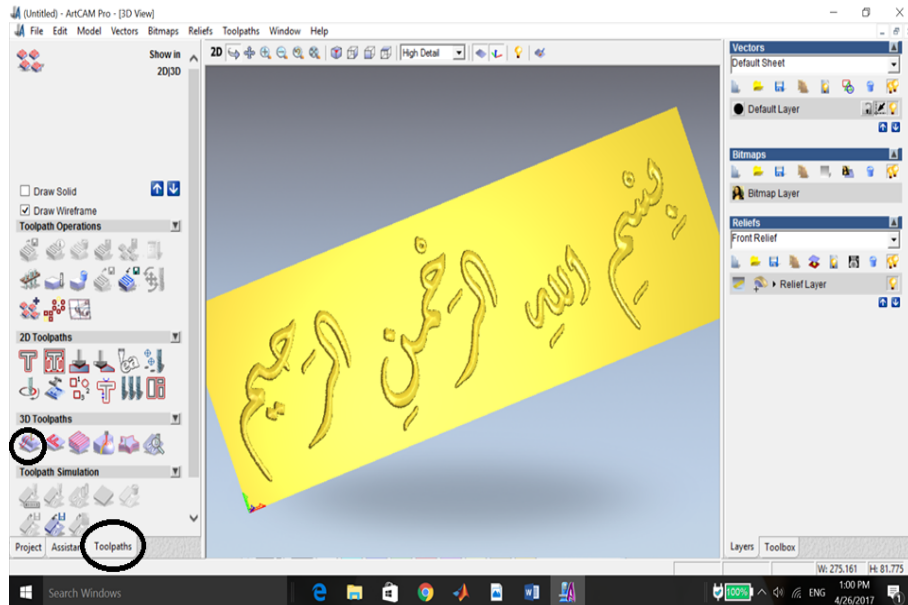 (Untitled) - ArtCAM Pro - [3D View]
File Edit Model Vectors Bitmaps Reliefs Toolpaths Window Help
Show in
2D|3D
2D
High Detail
Draw Solid
Draw Wireframe
Toolpath Operations
2D Toolpaths
3D Toolpaths
Toolpath Simulation
Project Assistant Toolpaths
بسم الله الرحمن الرحيم
Vectors
Default Sheet
Default Layer
Bitmaps
Bitmap Layer
Reliefs
Front Relief
Relief Layer
Layers Toolbox
W: 275.161 H: 81.775
Search Windows
100%
ENG
1:00 PM
4/26/2017
1